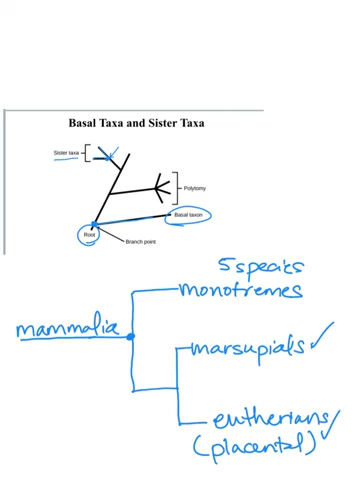 Basal Taxa and Sister Taxa
Sister taxa
Polytomy
Basal taxon
Root
Branch point
5 species
monotremes
mammalia
marsupials
eutherians
(placental)